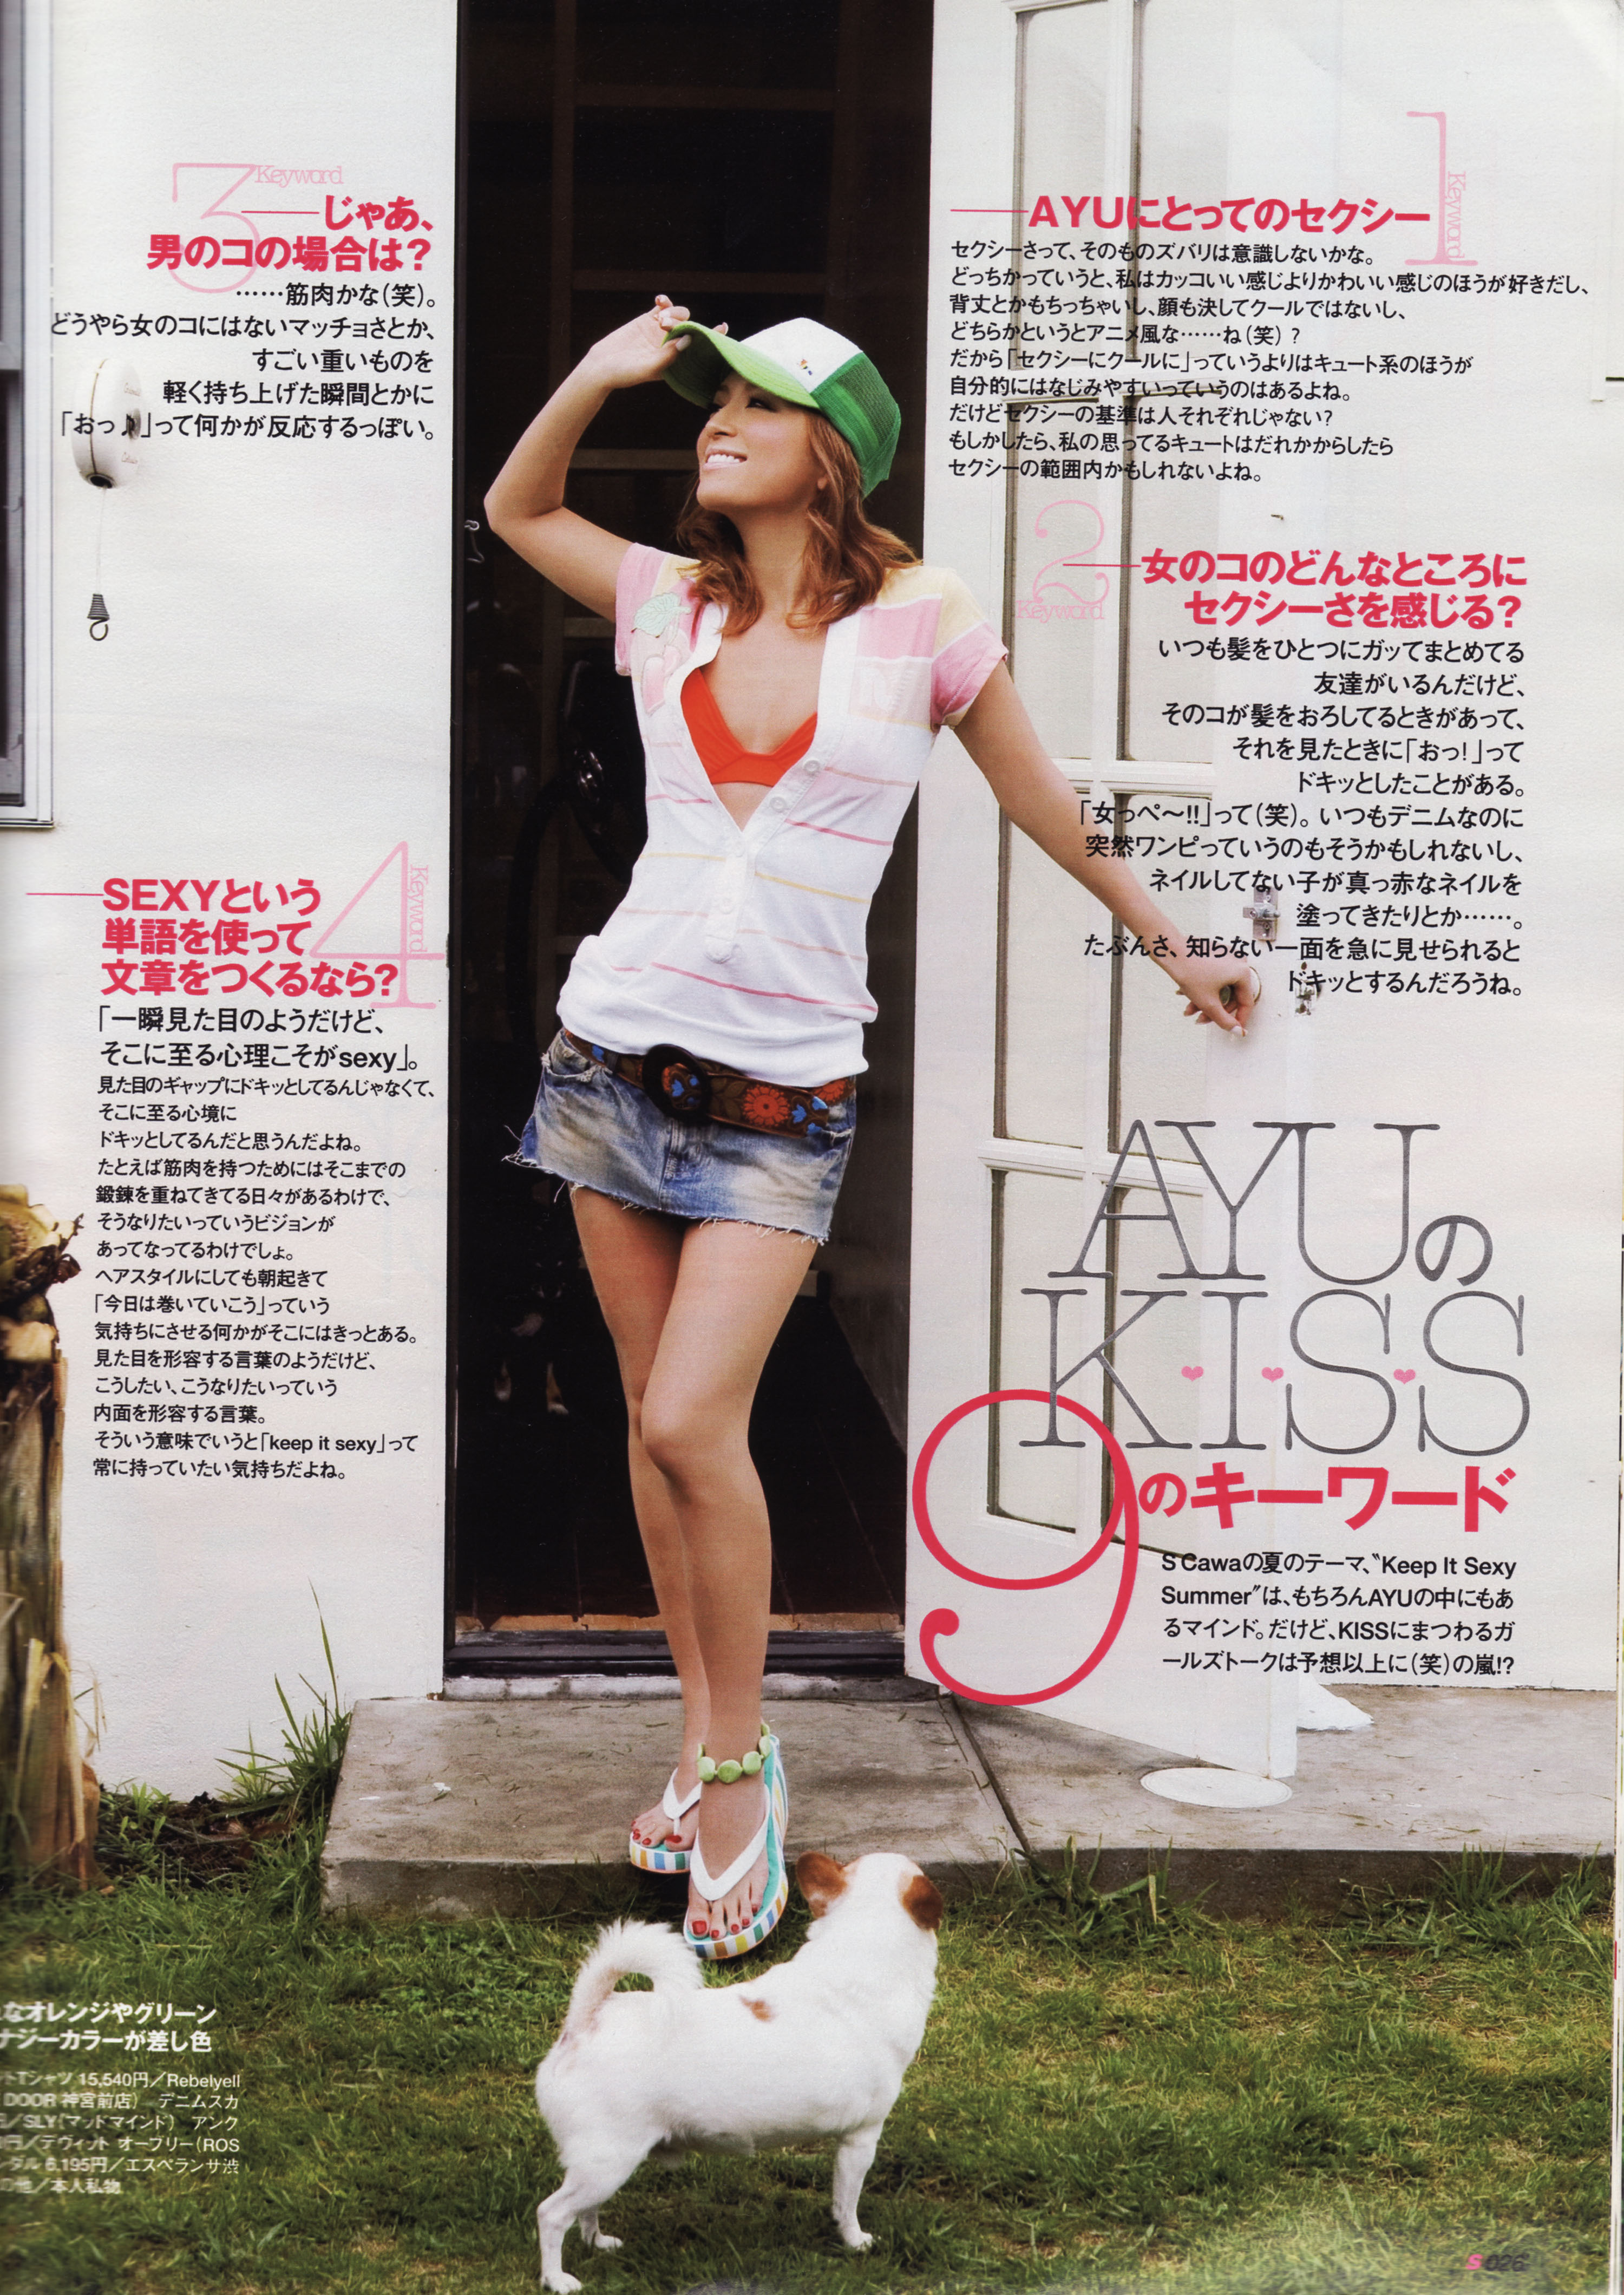 1
Keyword
AYUにとってのセクシー
セクシーさって、そのものズバリは意識しないかな。
どっちかっていうと、私はカッコいい感じよりかわいい感じのほうが好きだし、
背丈とかもちっちゃいし、顔も決してクールではないし、
どちらかというとアニメ風な……ね（笑）?
だから「セクシーにクールに」っていうよりはキュート系のほうが
自分的にはなじみやすいっていうのはあるよね。
だけどセクシーの基準は人それぞれじゃない?
もしかしたら、私の思ってるキュートはだれかからしたら
セクシーの範囲内かもしれないよね。
2
Keyword
女のコのどんなところに
セクシーさを感じる?
いつも髪をひとつにガッてまとめてる
友達がいるんだけど、
そのコが髪をおろしてるときがあって、
それを見たときに「おっ!」って
ドキッとしたことがある。
「女っぺ〜!!」って（笑）。いつもデニムなのに
突然ワンピっていうのもそうかもしれないし、
ネイルしてない子が真っ赤なネイルを
塗ってきたりとか……。
たぶんさ、知らない一面を急に見せられると
ドキッとするんだろうね。
3
Keyword
じゃあ、
男のコの場合は?
……筋肉かな（笑）。
どうやら女のコにはないマッチョさとか、
すごい重いものを
軽く持ち上げた瞬間とかに
「おっ♪」って何かが反応するっぽい。
4
Keyword
SEXYという
単語を使って
文章をつくるなら?
「一瞬見た目のようだけど、
そこに至る心理こそがsexy」。
見た目のギャップにドキッとしてるんじゃなくて、
そこに至る心境に
ドキッとしてるんだと思うんだよね。
たとえば筋肉を持つためにはそこまでの
鍛錬を重ねてきてる日々があるわけで、
そうなりたいっていうビジョンが
あってなってるわけでしょ。
ヘアスタイルにしても朝起きて
「今日は巻いていこう」っていう
気持ちにさせる何かがそこにはきっとある。
見た目を形容する言葉のようだけど、
こうしたい、こうなりたいっていう
内面を形容する言葉。
そういう意味でいうと「keep it sexy」って
常に持っていたい気持ちだよね。
AYUの
K♥I♥S♥S
9のキーワード
S Cawaの夏のテーマ、〝Keep It Sexy
Summer〞は、もちろんAYUの中にもあ
るマインド。だけど、KISSにまつわるガ
ールズトークは予想以上に（笑）の嵐!?
なオレンジやグリーン
ナジーカラーが差し色
トTシャツ 15,540円／Rebelyell
DOOR 神宮前店） デニムスカ
／SLY（マッドマインド） アンク
円／デヴィット オーブリー（ROS
ダル 6,195円／エスペランサ渋
の他／本人私物
S 026